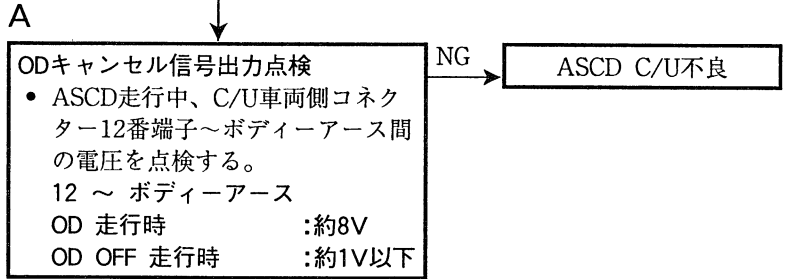 A
ODキャンセル信号出力点検
NG
ASCD C/U不良
• ASCD走行中、C/U車両側コネク
ター12番端子～ボディーアース間
の電圧を点検する。
12 ～ ボディーアース
OD 走行時 :約8V
OD OFF 走行時 :約1V以下